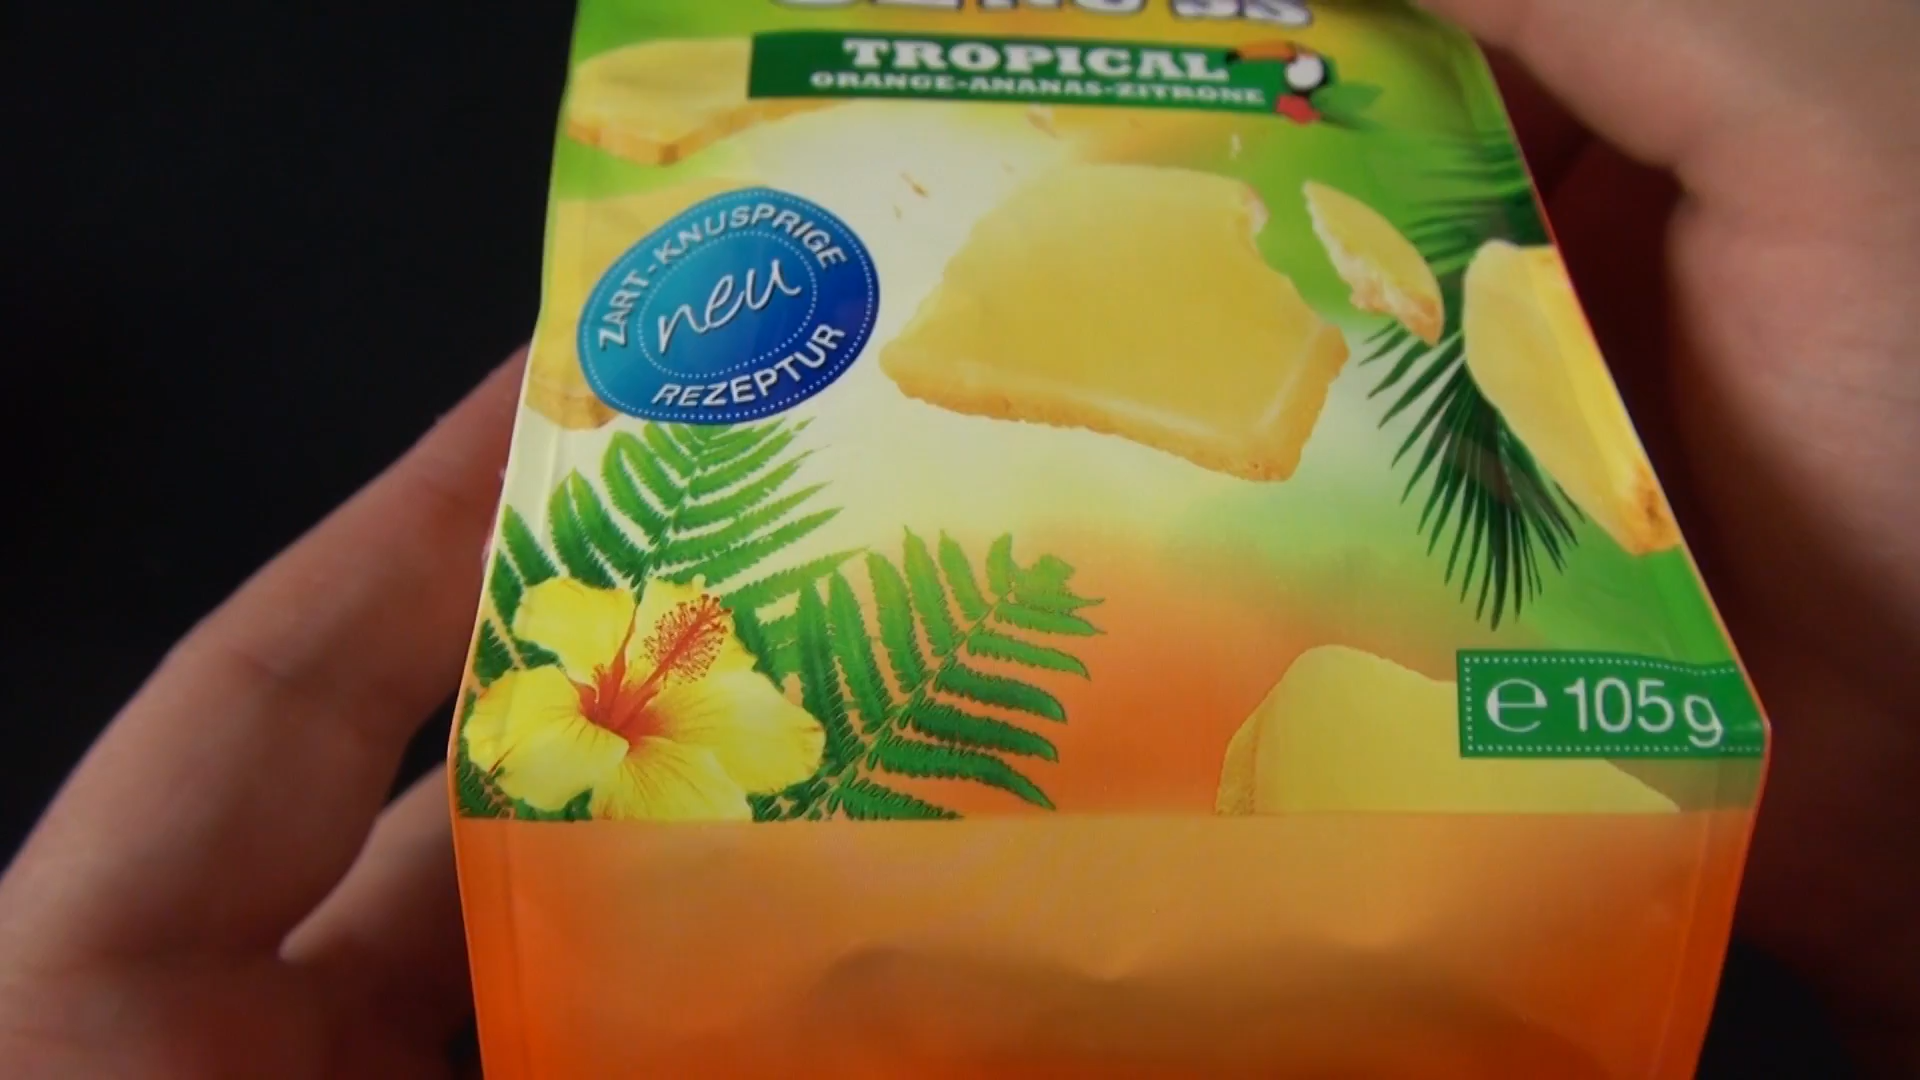 TROPICAL
ORANGE-ANANAS-ZITRONE
ZART-KNUSPRIGE
neu
REZEPTUR
e 105g